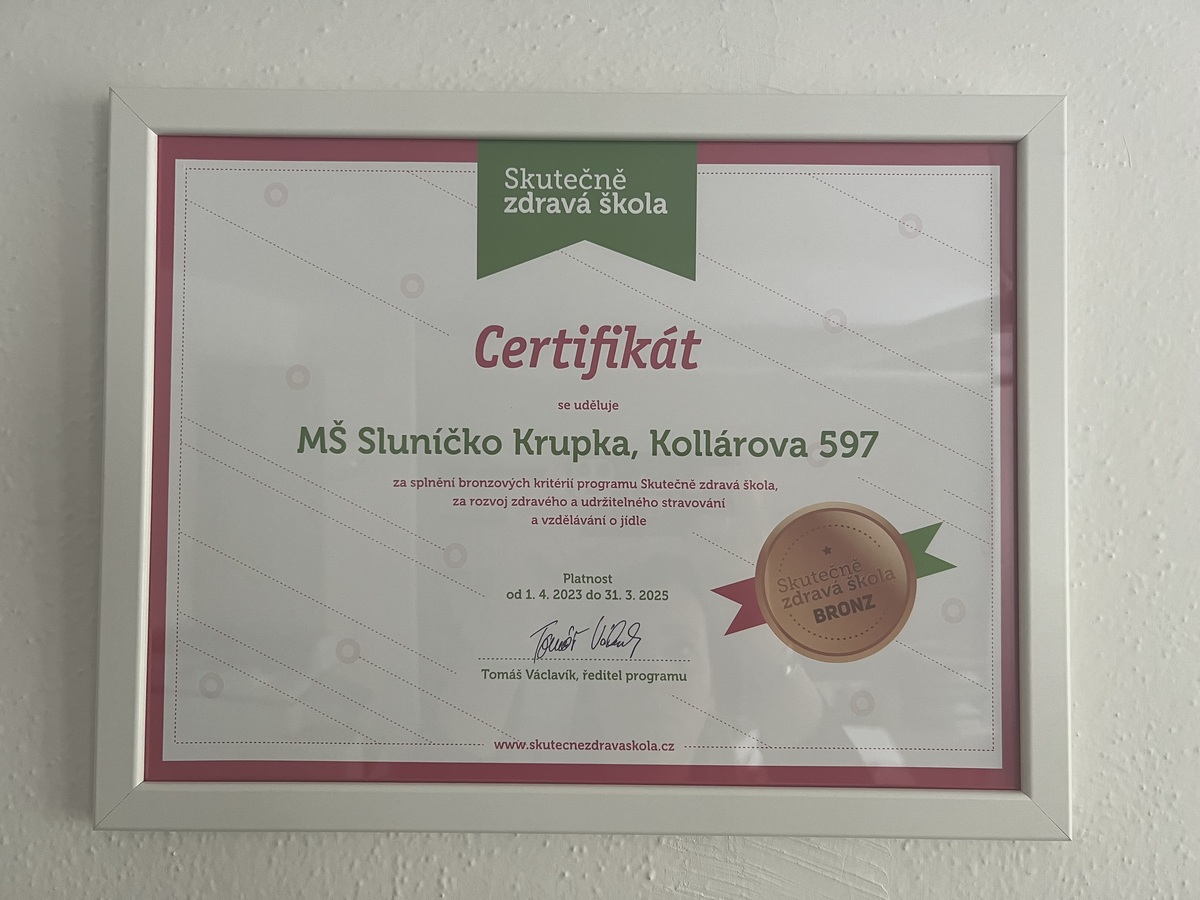 Skutečně
zdravá škola
Certifikát
se uděluje
MŠ Sluníčko Krupka, Kollárova 597
za splnění bronzových kritérií programu Skutečně zdravá škola,
za rozvoj zdravého a udržitelného stravování
a vzdělávání o jídle
Skutečně
zdravá škola
BRONZ
Platnost
od 1. 4. 2023 do 31. 3. 2025
Tomáš Václavík, ředitel programu
www.skutecnezdravaskola.cz